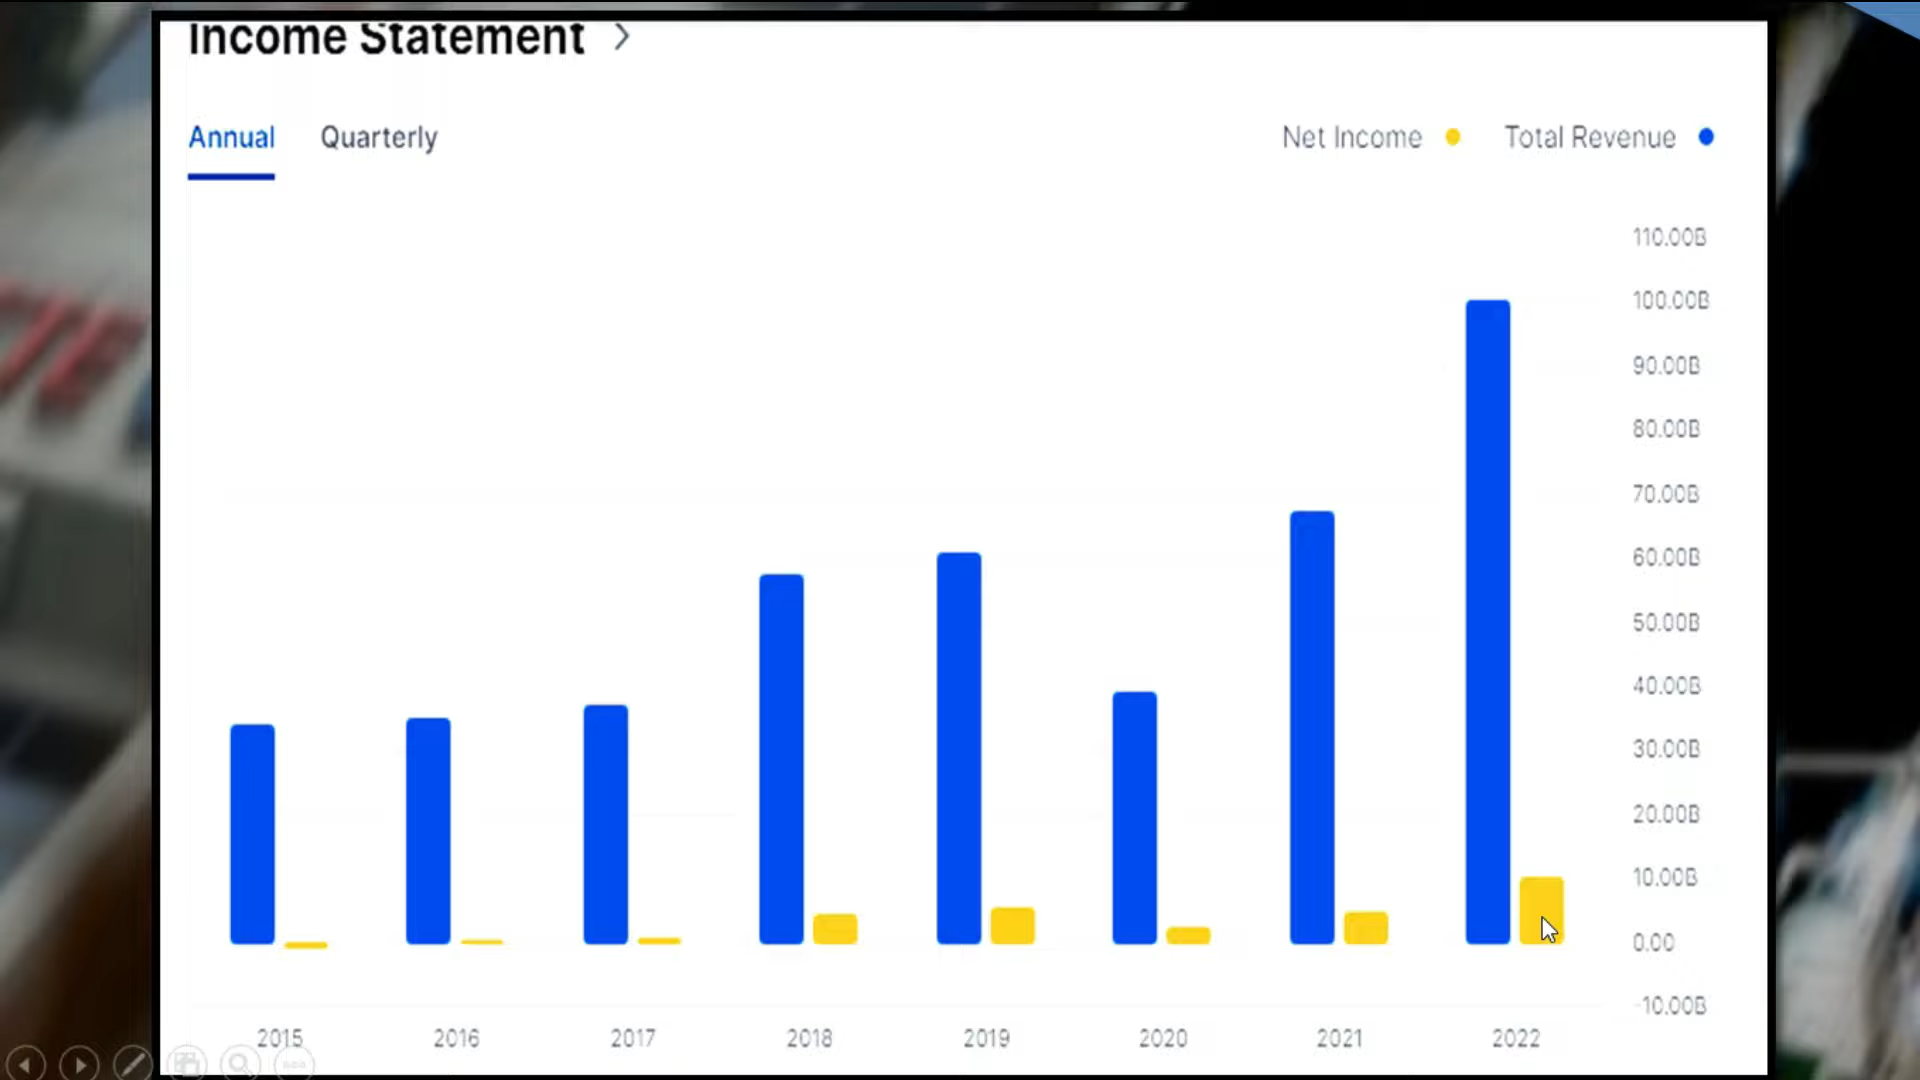 Income Statement
Annual Quarterly
Net Income Total Revenue
110.00B
100.00B
90.00B
80.00B
70.00B
60.00B
50.00B
40.00B
30.00B
20.00B
10.00B
0.00
-10.00B
2015 2016 2017 2018 2019 2020 2021 2022